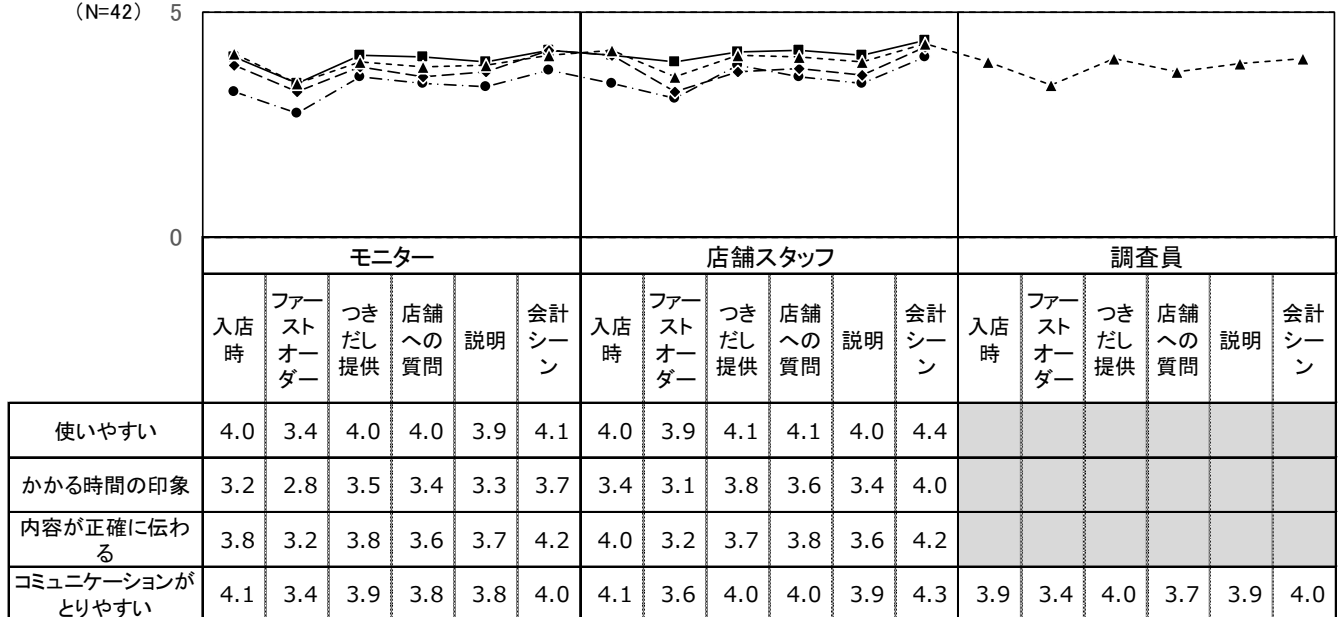 (N=42)
5
0
モニター 店舗スタッフ 調査員
入店時 ファーストオーダー つきだし提供 店舗への質問 説明 会計シーン 入店時 ファーストオーダー つきだし提供 店舗への質問 説明 会計シーン 入店時 ファーストオーダー つきだし提供 店舗への質問 説明 会計シーン
使いやすい 4.0 3.4 4.0 4.0 3.9 4.1 4.0 3.9 4.1 4.1 4.0 4.4
かかる時間の印象 3.2 2.8 3.5 3.4 3.3 3.7 3.4 3.1 3.8 3.6 3.4 4.0
内容が正確に伝わる 3.8 3.2 3.8 3.6 3.7 4.2 4.0 3.2 3.7 3.8 3.6 4.2
コミュニケーションがとりやすい 4.1 3.4 3.9 3.8 3.8 4.0 4.1 3.6 4.0 4.0 3.9 4.3 3.9 3.4 4.0 3.7 3.9 4.0